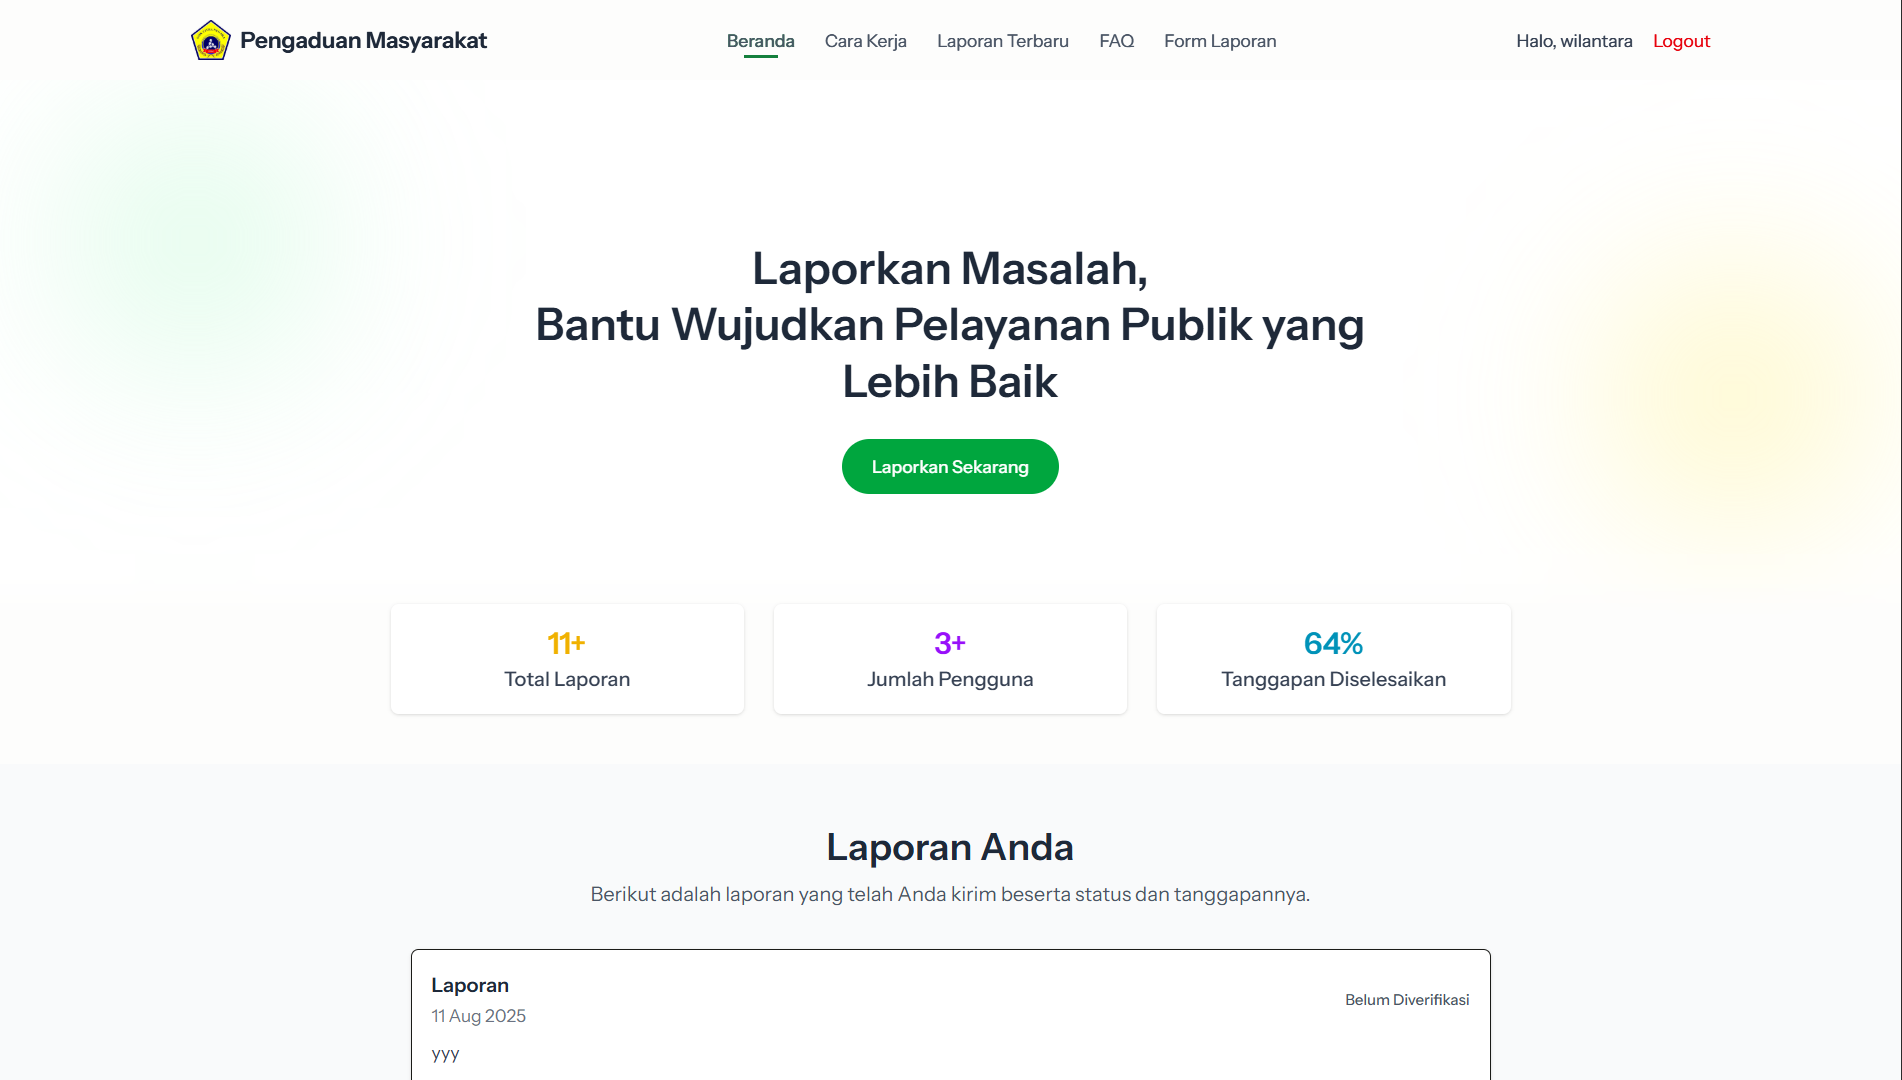 Pengaduan Masyarakat
Beranda
Cara Kerja
Laporan Terbaru
FAQ
Form Laporan
Halo, wilantara
Logout
Laporkan Masalah,
Bantu Wujudkan Pelayanan Publik yang
Lebih Baik
Laporkan Sekarang
11+
Total Laporan
3+
Jumlah Pengguna
64%
Tanggapan Diselesaikan
Laporan Anda
Berikut adalah laporan yang telah Anda kirim beserta status dan tanggapannya.
Laporan
Belum Diverifikasi
11 Aug 2025
yyy